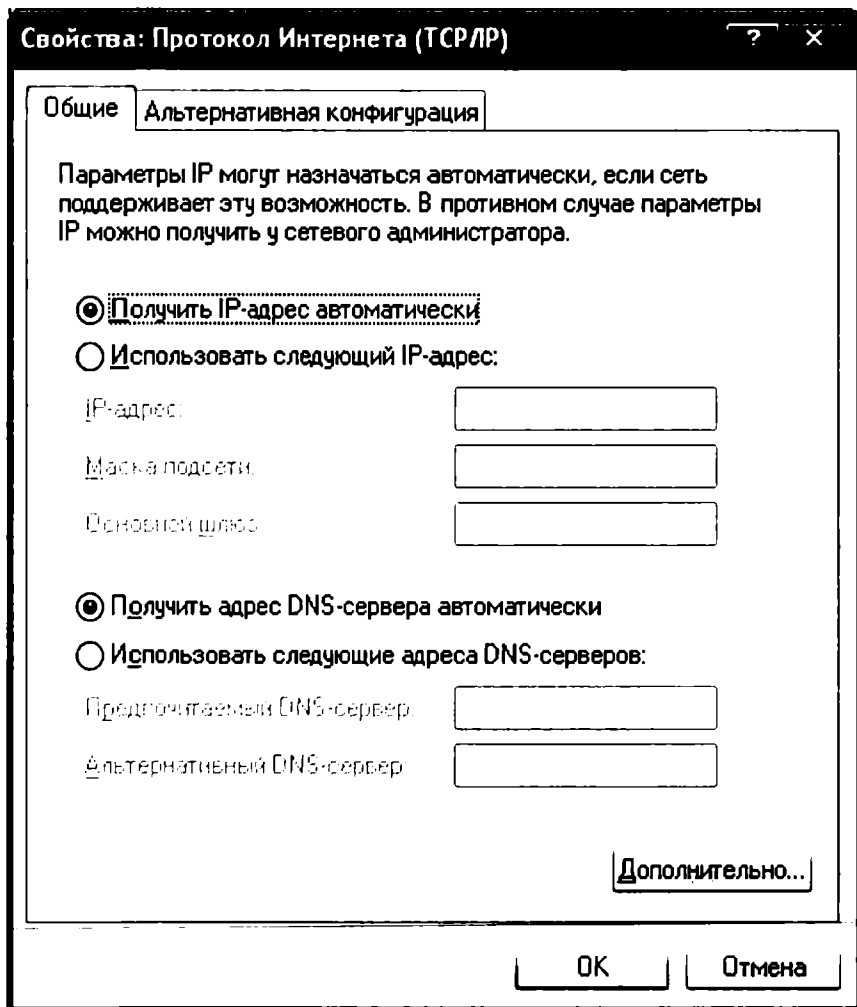 Свойства: Протокол Интернета (TCP/IP)
Общие
Альтернативная конфигурация
Параметры IP могут назначаться автоматически, если сеть
поддерживает эту возможность. В противном случае параметры
IP можно получить у сетевого администратора.
Получить IP-адрес автоматически
Использовать следующий IP-адрес:
IP-адрес:
Маска подсети:
Основной шлюз:
Получить адрес DNS-сервера автоматически
Использовать следующие адреса DNS-серверов:
Предпочитаемый DNS-сервер:
Альтернативный DNS-сервер:
Дополнительно...
OK
Отмена